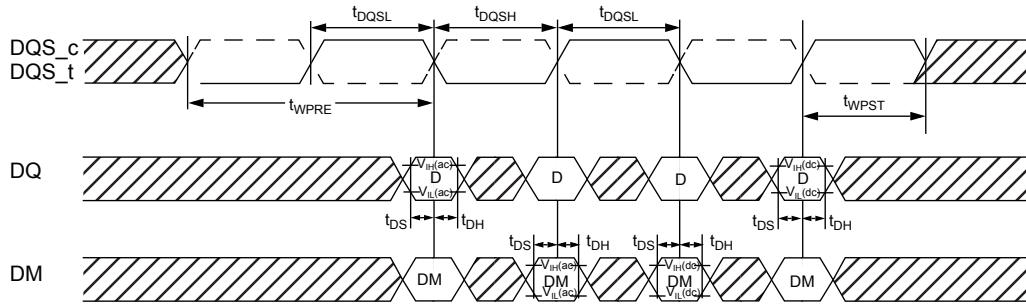 tDQSL tDQSH tDQSL
DQS_c
DQS_t
tWPRE tWPST
DQ
VIH(ac) VIH(dc)
D D D D
VIL(ac) VIL(dc)
tDS tDH tDS tDH tDS tDH tDS tDH
VIH(ac) VIH(dc)
DM DM DM DM DM
VIL(ac) VIL(dc)